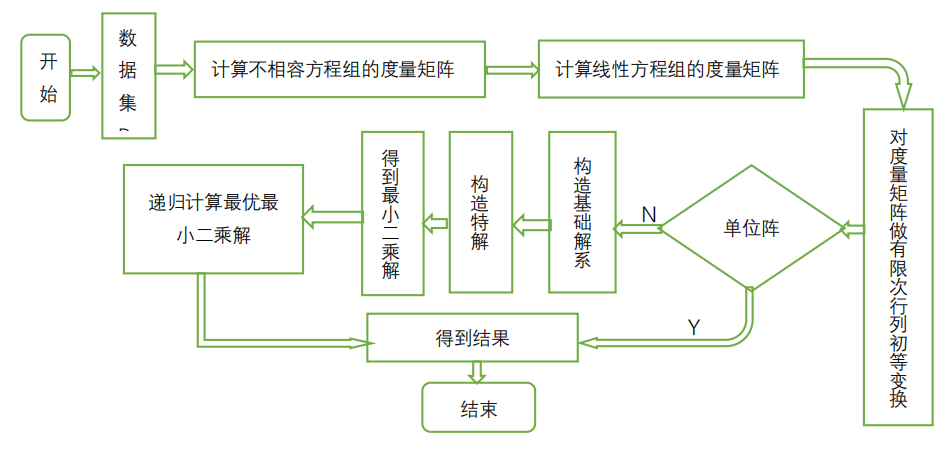 开
始
数
据
集
计算不相容方程组的度量矩阵
计算线性方程组的度量矩阵
对度量矩阵做有限次行列初等变换
单位阵
N
构造基础解系
构造特解
得到最小二乘解
递归计算最优最
小二乘解
Y
得到结果
结束